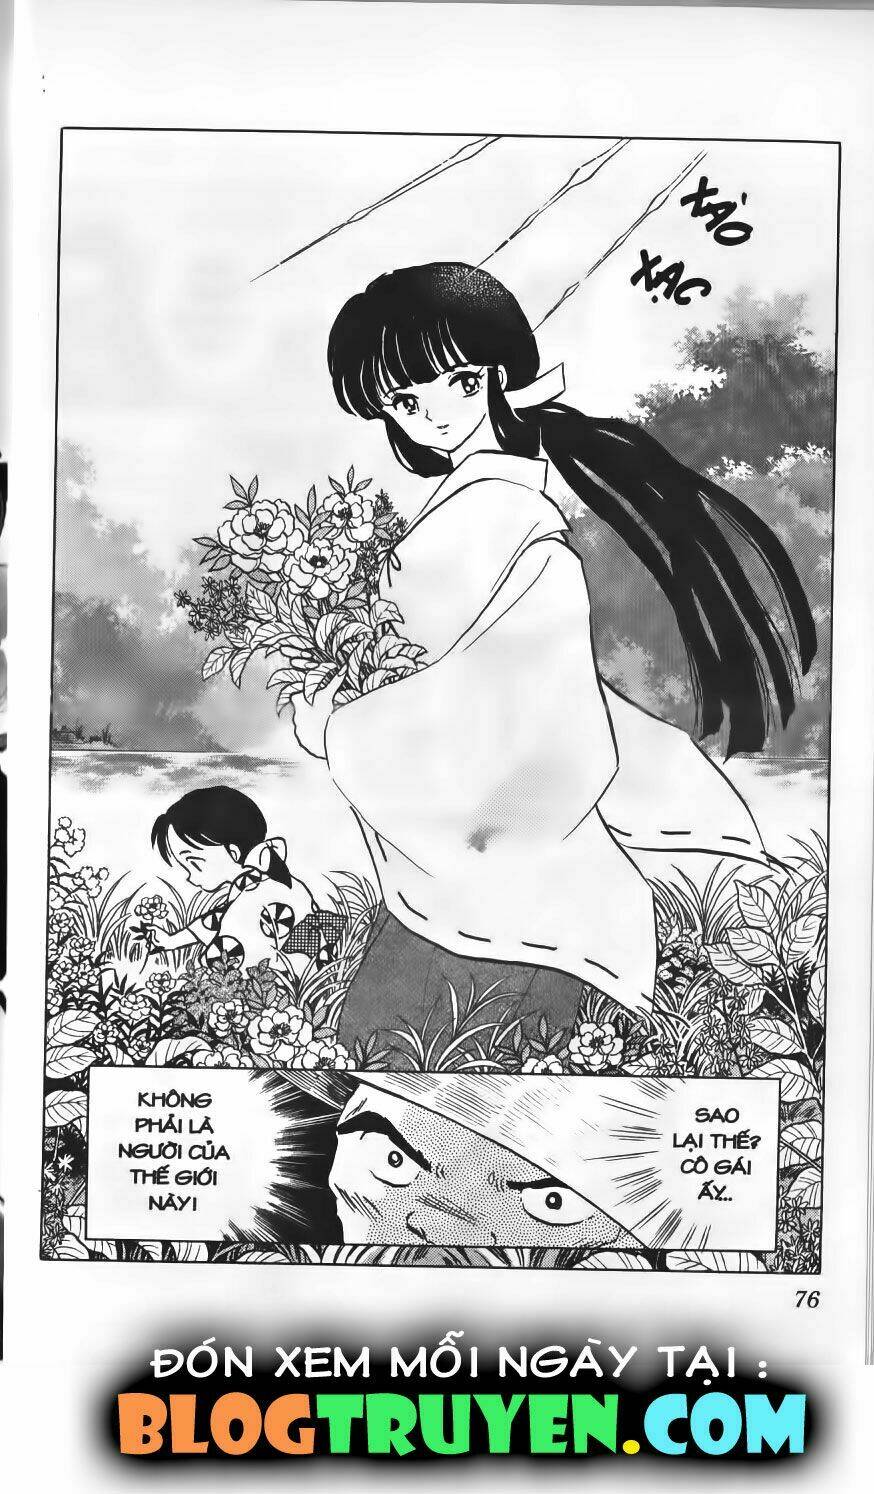 XÀO
XẠC
SAO
LẠI THẾ?
CÔ GÁI
ẤY...
KHÔNG
PHẢI LÀ
NGƯỜI CỦA
THẾ GIỚI
NÀY!
76
ĐÓN XEM MỖI NGÀY TẠI :
BLOGTRUYEN.COM